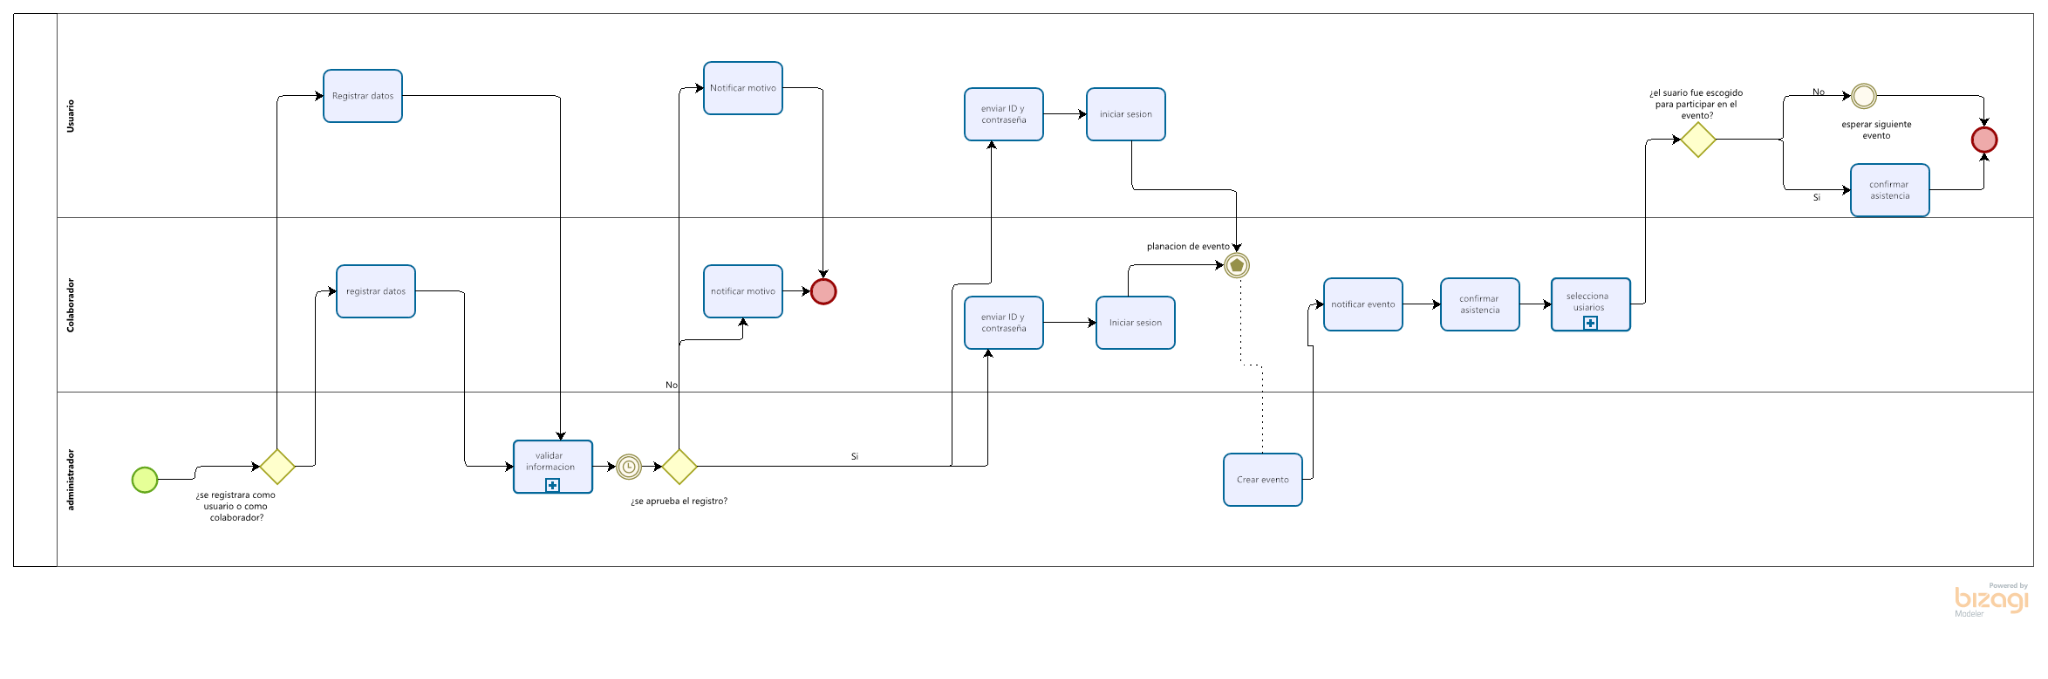 Usuario
Registrar datos
Notificar motivo
enviar ID y
contraseña
iniciar sesion
¿el suario fue escogido
para participar en el
evento?
No
esperar siguiente
evento
Si
confirmar
asistencia
Colaborador
registrar datos
notificar motivo
No
enviar ID y
contraseña
Iniciar sesion
planacion de evento
notificar evento
confirmar
asistencia
selecciona
usiarios
administrador
¿se registrara como
usuario o como
colaborador?
validar
informacion
¿se aprueba el registro?
Si
Crear evento
Powered by
bizagi
Modeler